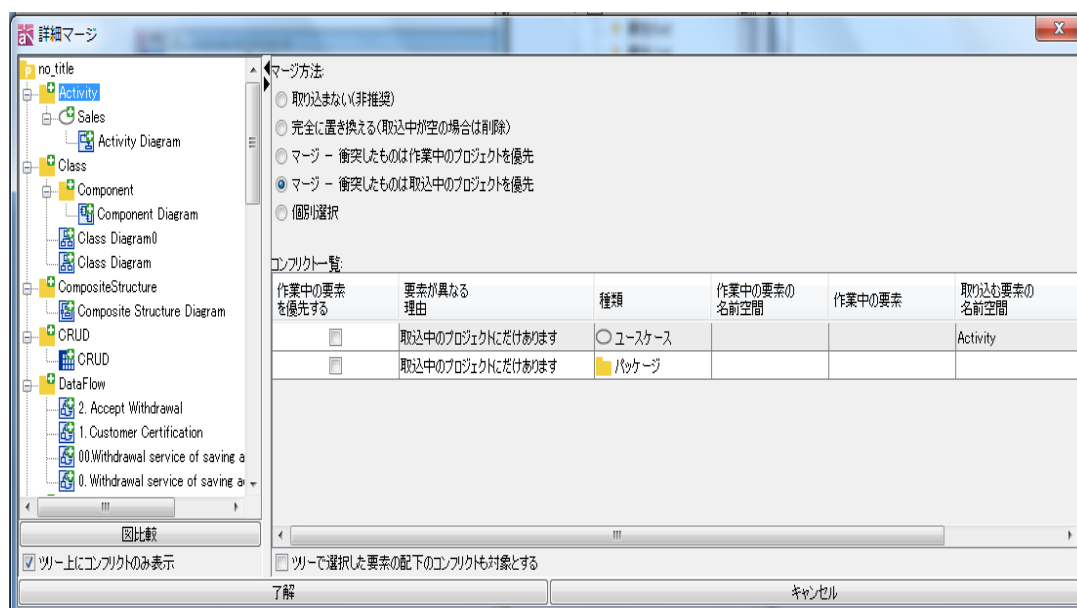 詳細マージ
no_title
Activity
Sales
Activity Diagram
Class
Component
Component Diagram
Class Diagram0
Class Diagram
CompositeStructure
Composite Structure Diagram
CRUD
CRUD
DataFlow
2. Accept Withdrawal
1. Customer Certification
00.Withdrawal service of saving a
0. Withdrawal service of saving a
図比較
ツリー上にコンフリクトのみ表示
マージ方法:
取り込まない(非推奨)
完全に置き換える(取込中が空の場合は削除)
マージ － 衝突したものは作業中のプロジェクトを優先
マージ － 衝突したものは取込中のプロジェクトを優先
個別選択
コンフリクト一覧:
作業中の要素を優先する 要素が異なる理由 種類 作業中の要素の名前空間 作業中の要素 取り込む要素の名前空間
取込中のプロジェクトにだけあります ユースケース Activity
取込中のプロジェクトにだけあります パッケージ
ツリーで選択した要素の配下のコンフリクトも対象とする
了解 キャンセル